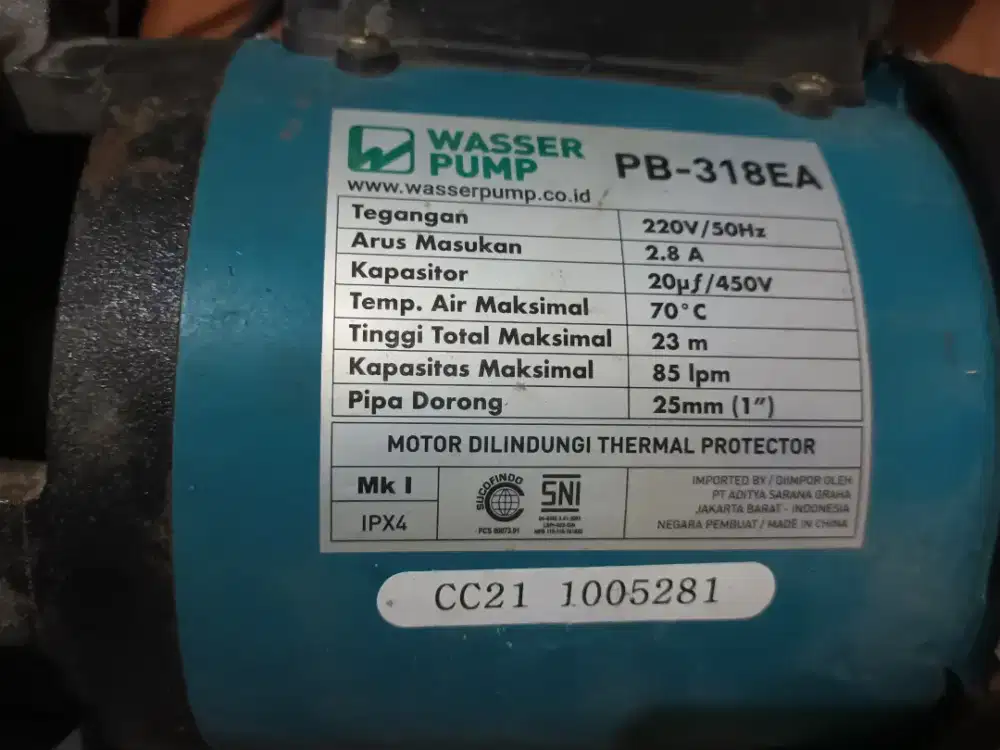 WASSER
PUMP
PB-318EA
www.wasserpump.co.id
Tegangan 220V/50Hz
Arus Masukan 2.8 A
Kapasitor 20µf/450V
Temp. Air Maksimal 70°C
Tinggi Total Maksimal 23 m
Kapasitas Maksimal 85 lpm
Pipa Dorong 25mm (1")
MOTOR DILINDUNGI THERMAL PROTECTOR
Mk I
IPX4
SUCOFINDO
SNI
IMPORTED BY / DIIMPOR OLEH
PT ADITYA SARANA GRAHA
JAKARTA BARAT - INDONESIA
NEGARA PEMBUAT / MADE IN CHINA
CC21 1005281